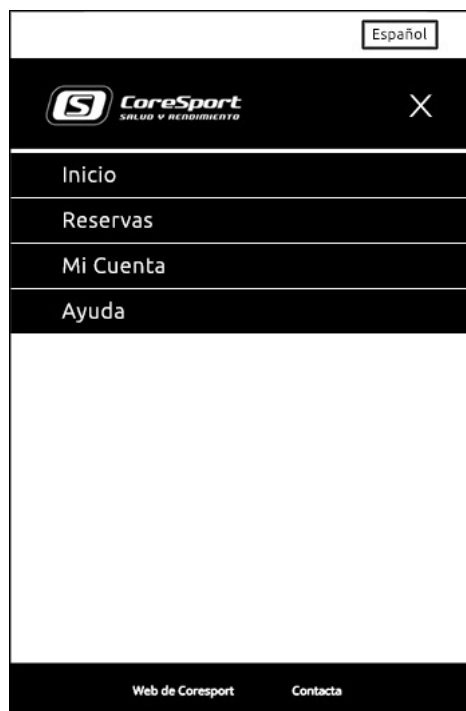 Español
CoreSport
SALUD Y RENDIMIENTO
Inicio
Reservas
Mi Cuenta
Ayuda
Web de Coresport Contacta